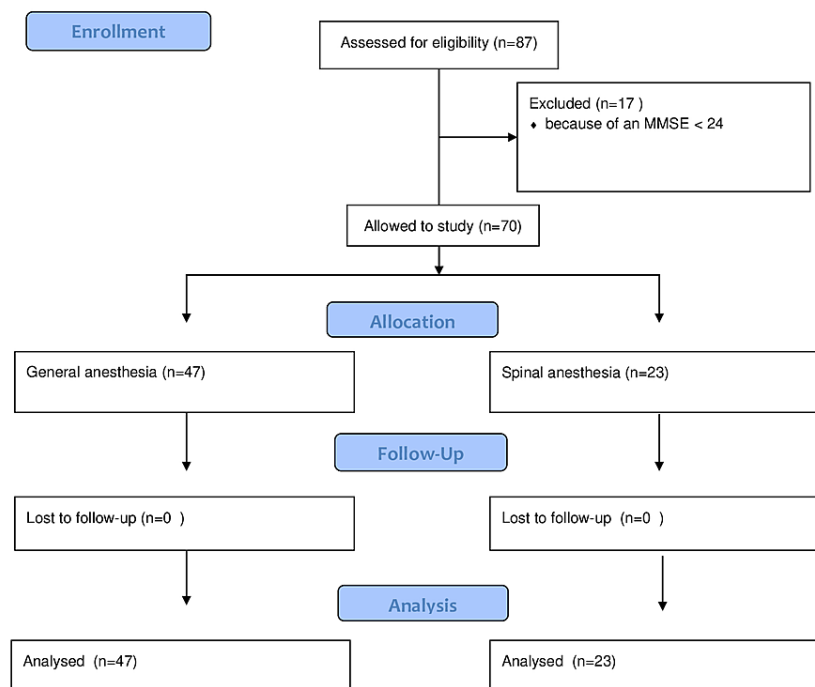 Enrollment
Assessed for eligibility (n=87)
Excluded (n=17 )
♦ because of an MMSE < 24
Allowed to study (n=70)
Allocation
General anesthesia (n=47)
Spinal anesthesia (n=23)
Follow-Up
Lost to follow-up (n=0 )
Lost to follow-up (n=0 )
Analysis
Analysed (n=47)
Analysed (n=23)